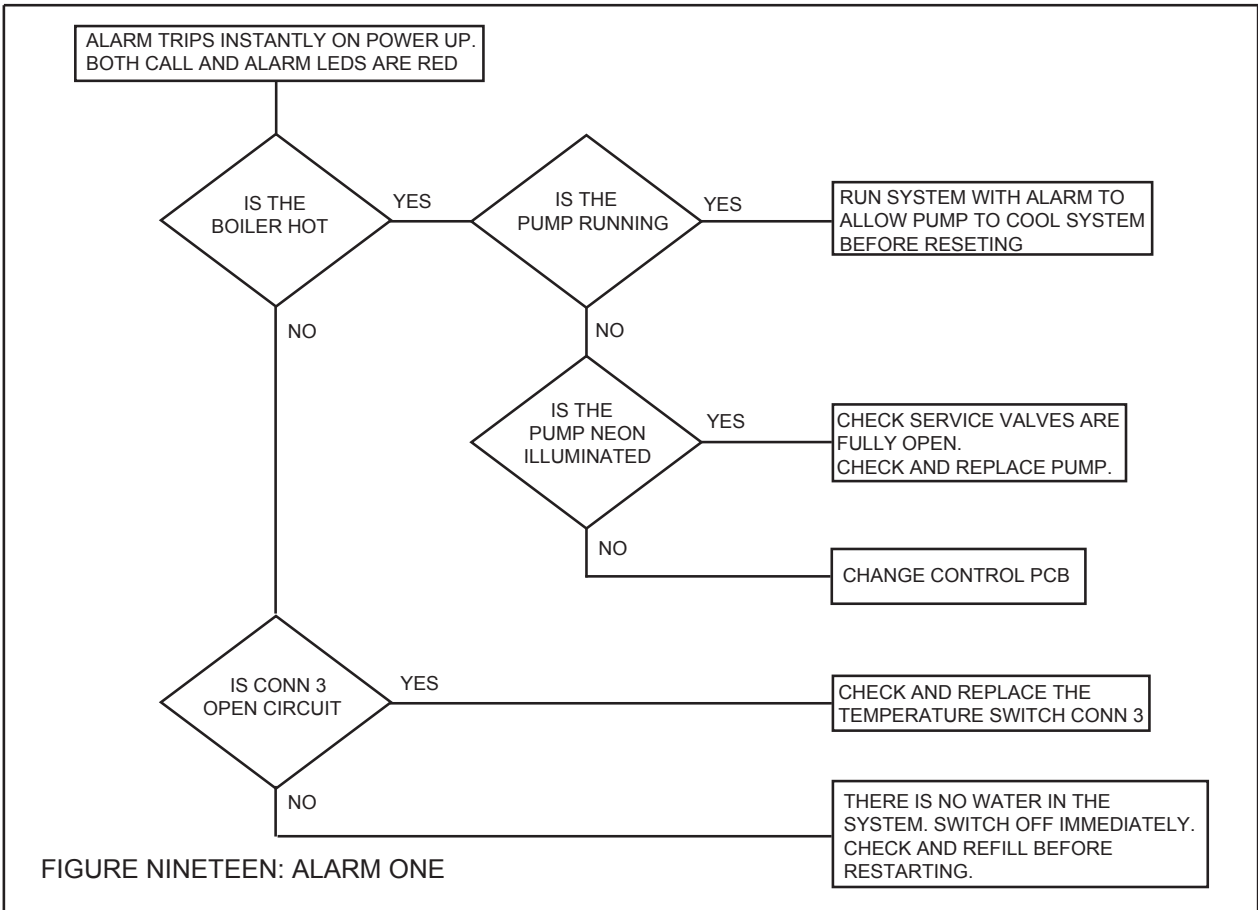 ALARM TRIPS INSTANTLY ON POWER UP.
BOTH CALL AND ALARM LEDS ARE RED
IS THE
BOILER HOT
YES
IS THE
PUMP RUNNING
YES
RUN SYSTEM WITH ALARM TO
ALLOW PUMP TO COOL SYSTEM
BEFORE RESETING
NO
NO
IS THE
PUMP NEON
ILLUMINATED
YES
CHECK SERVICE VALVES ARE
FULLY OPEN.
CHECK AND REPLACE PUMP.
NO
CHANGE CONTROL PCB
IS CONN 3
OPEN CIRCUIT
YES
CHECK AND REPLACE THE
TEMPERATURE SWITCH CONN 3
NO
THERE IS NO WATER IN THE
SYSTEM. SWITCH OFF IMMEDIATELY.
CHECK AND REFILL BEFORE
RESTARTING.
FIGURE NINETEEN: ALARM ONE